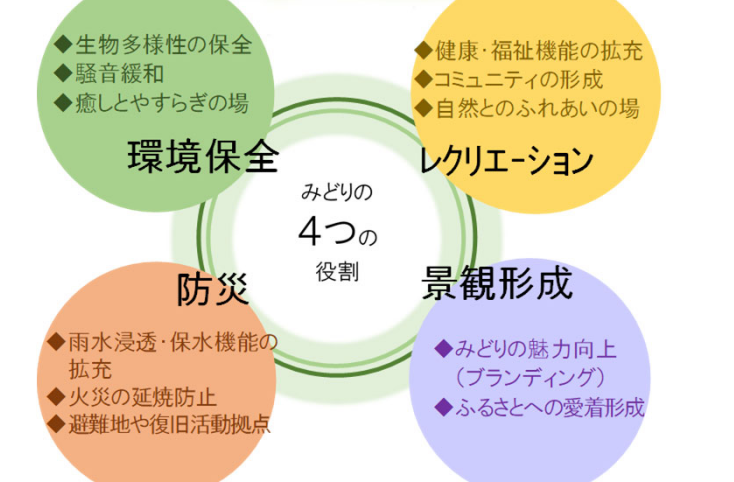 ◆生物多様性の保全
◆騒音緩和
◆癒しとやすらぎの場
環境保全
◆健康・福祉機能の拡充
◆コミュニティの形成
◆自然とのふれあいの場
レクリエーション
みどりの
4つの
役割
防災
◆雨水浸透・保水機能の
拡充
◆火災の延焼防止
◆避難地や復旧活動拠点
景観形成
◆みどりの魅力向上
（ブランディング）
◆ふるさとへの愛着形成